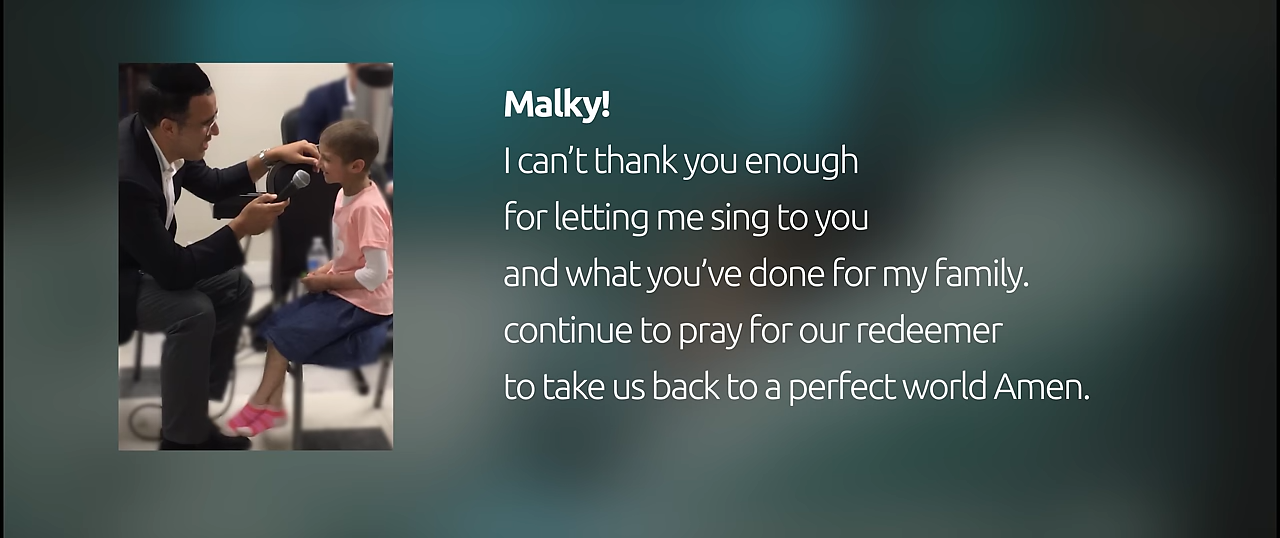 Malky!
I can’t thank you enough
for letting me sing to you
and what you’ve done for my family.
continue to pray for our redeemer
to take us back to a perfect world Amen.